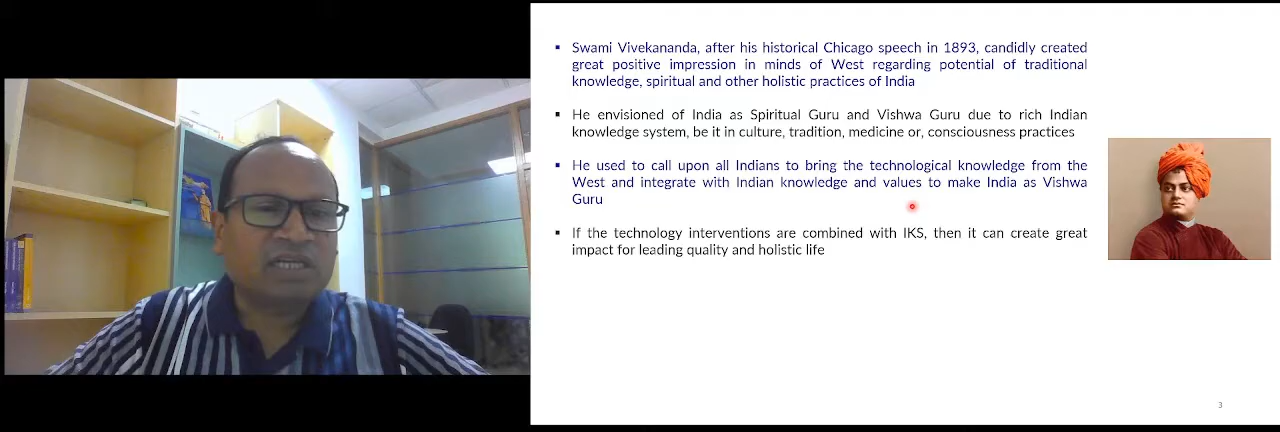 Swami Vivekananda, after his historical Chicago speech in 1893, candidly created
great positive impression in minds of West regarding potential of traditional
knowledge, spiritual and other holistic practices of India
He envisioned of India as Spiritual Guru and Vishwa Guru due to rich Indian
knowledge system, be it in culture, tradition, medicine or, consciousness practices
He used to call upon all Indians to bring the technological knowledge from the
West and integrate with Indian knowledge and values to make India as Vishwa
Guru
If the technology interventions are combined with IKS, then it can create great
impact for leading quality and holistic life
3